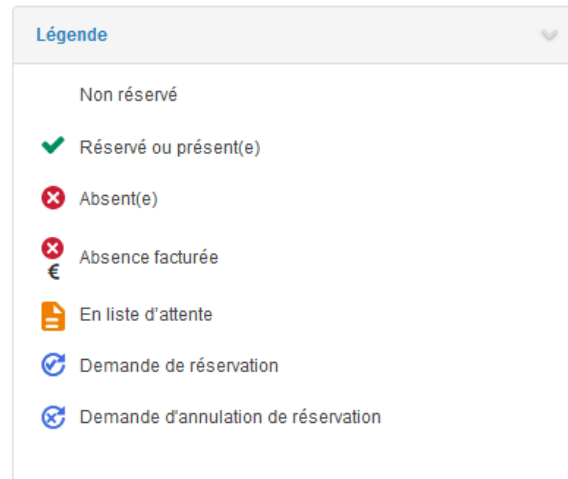 Légende
Non réservé
Réservé ou présent(e)
Absent(e)
€
Absence facturée
En liste d'attente
Demande de réservation
Demande d'annulation de réservation